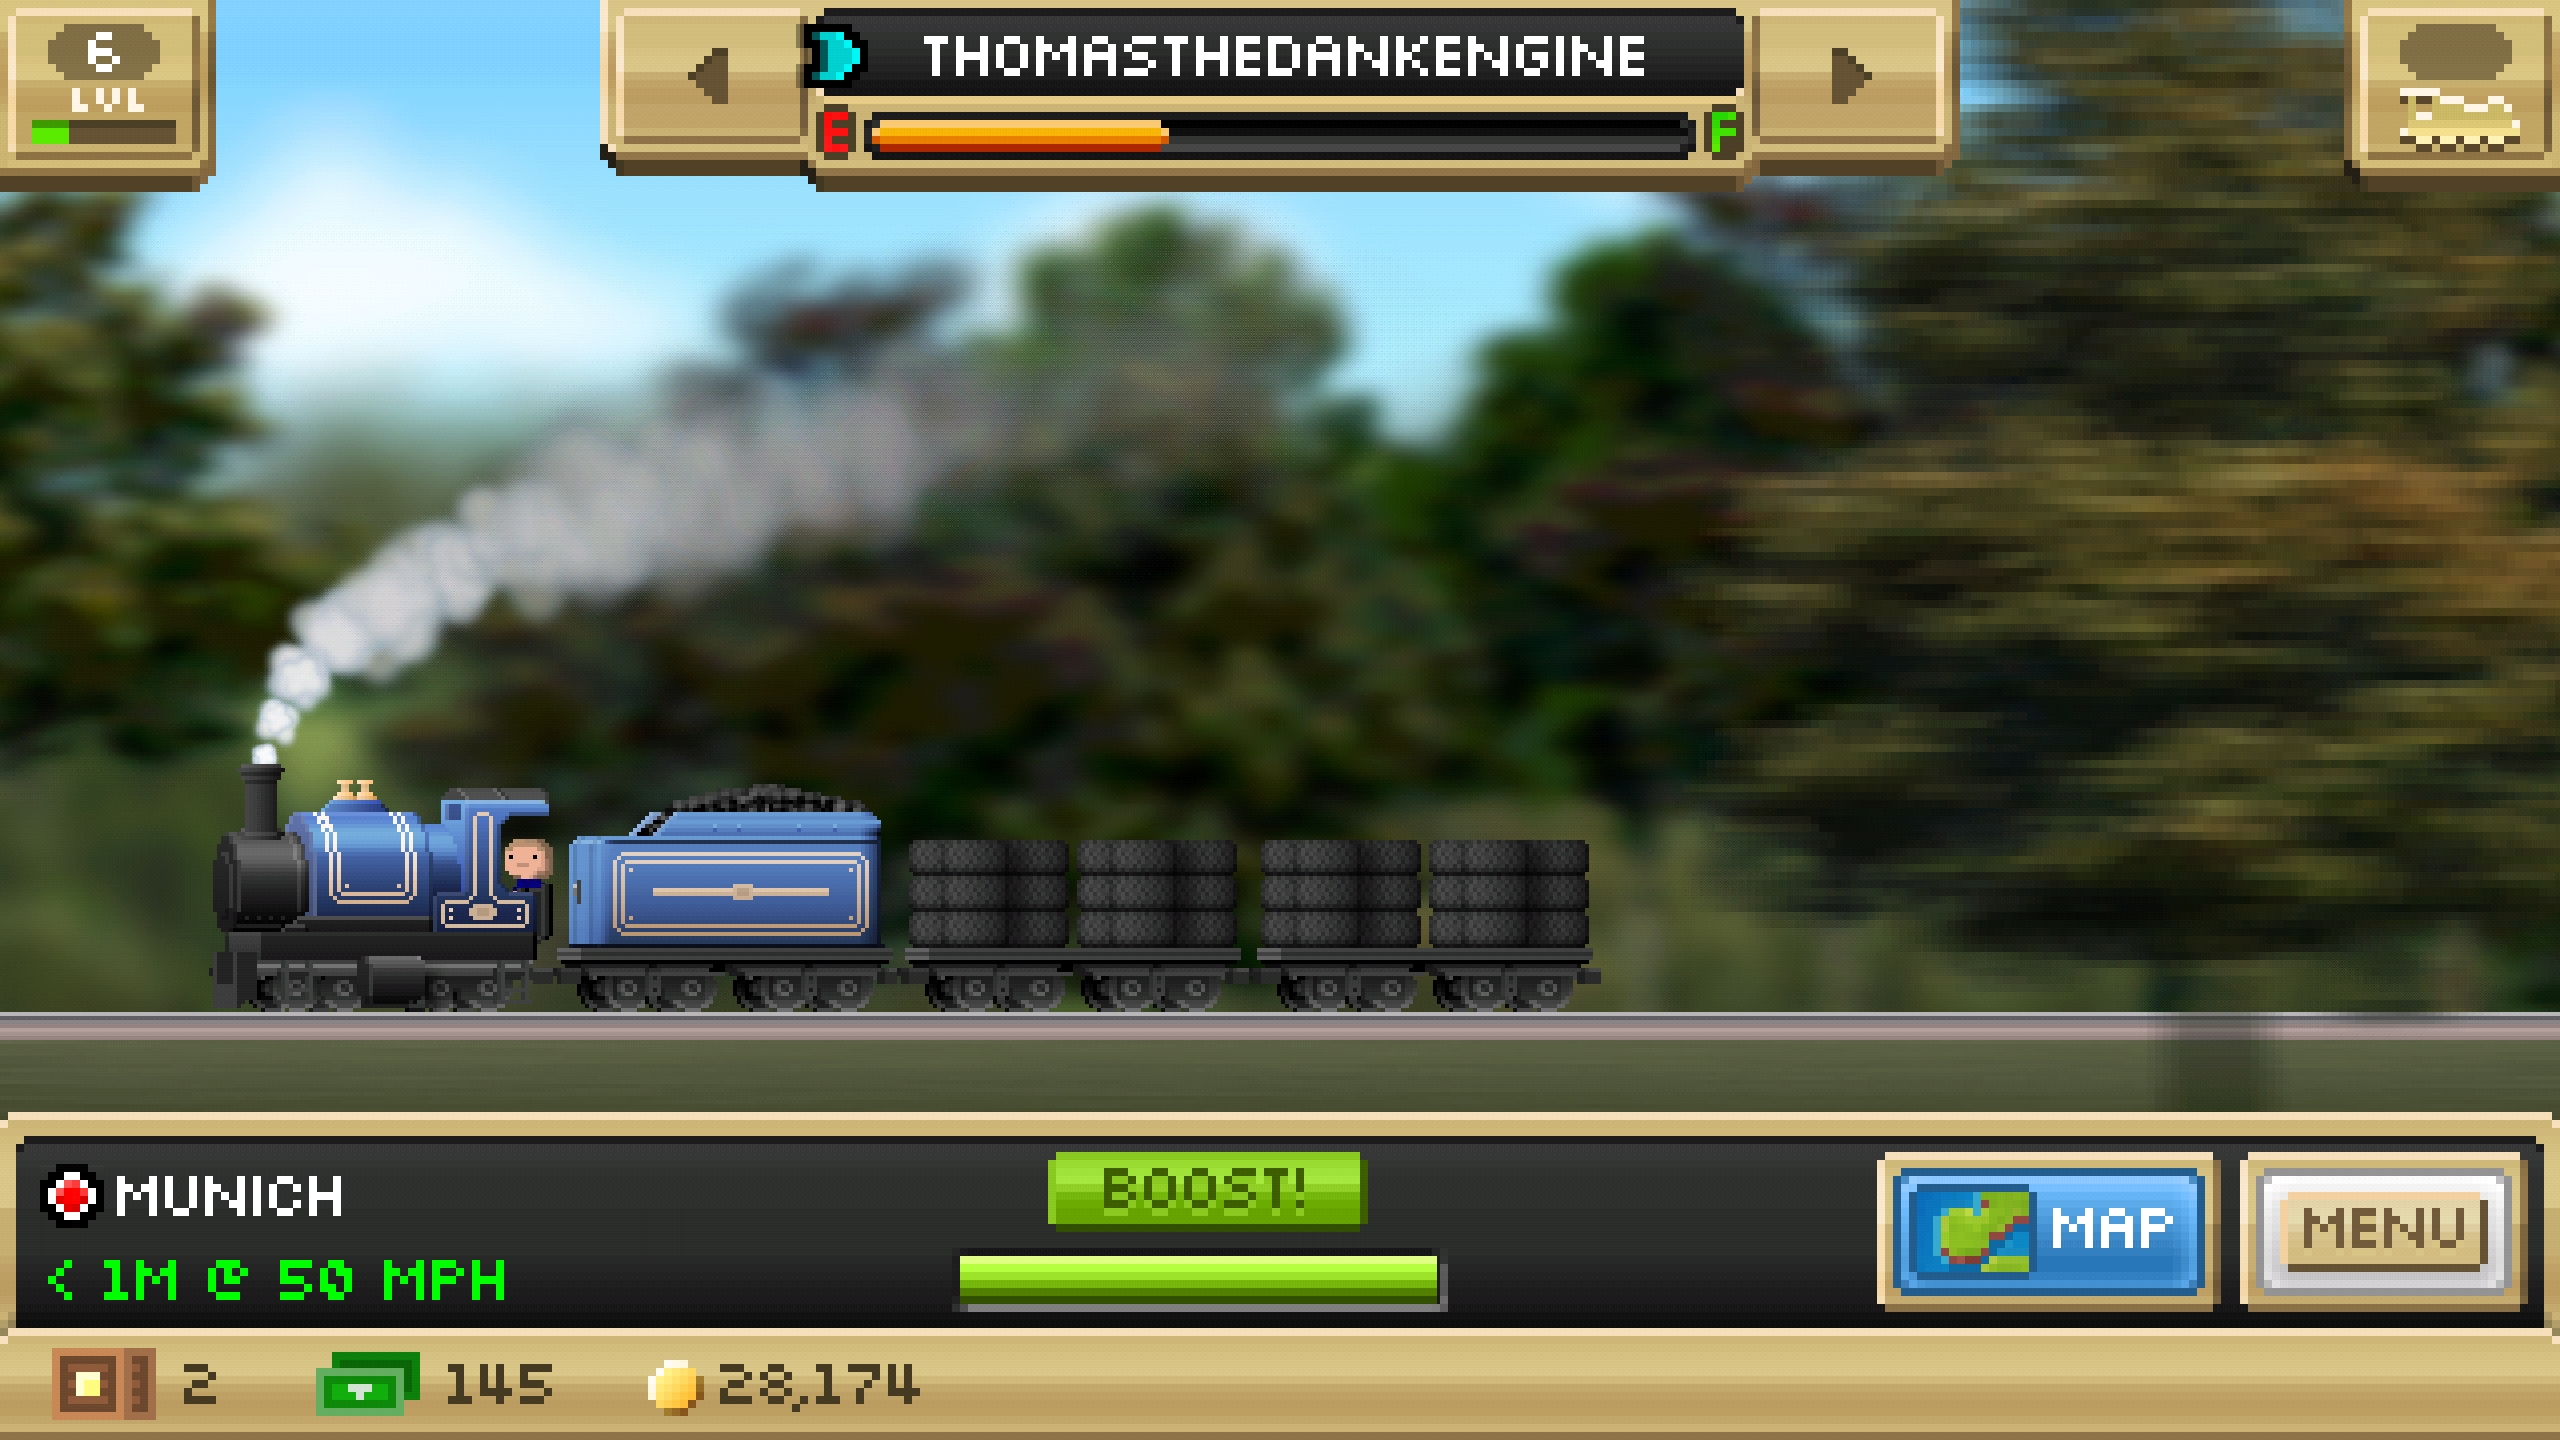 6
LVL
THOMASTHEDANKENGINE
E F
MUNICH
< 1M @ 50 MPH
BOOST!
MAP
MENU
2
145
28,174